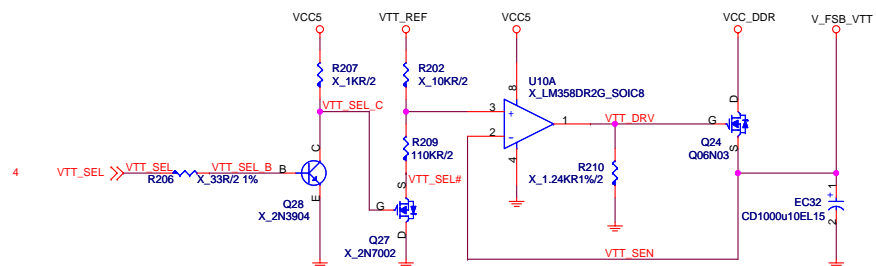 VCC5
VTT_REF
VCC5
VCC_DDR
V_FSB_VTT
R207
X_1KR/2
R202
X_10KR/2
U10A
X_LM358DR2G_SOIC8
8
D
VTT_SEL_C
3
+
VTT_DRV
1
G
2
-
Q24
Q06N03
S
C
R209
110KR/2
4
R210
X_1.24KR1%/2
4
VTT_SEL
VTT_SEL
VTT_SEL_B
B
R206
X_33R/2 1%
S
VTT_SEL#
1
+
EC32
CD1000u10EL15
2
E
Q28
X_2N3904
G
D
Q27
X_2N7002
VTT_SEN